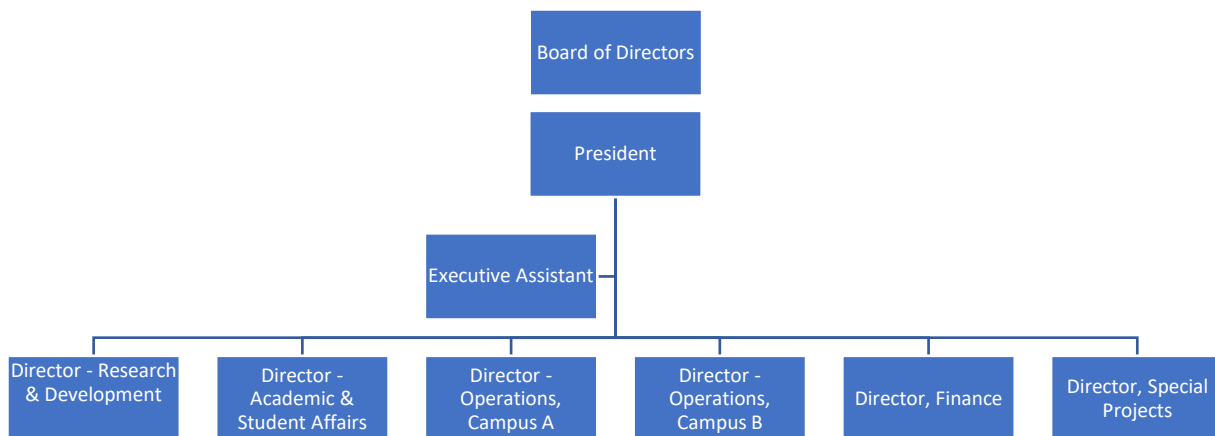 Board of Directors
President
Executive Assistant
Director - Research
& Development
Director -
Academic &
Student Affairs
Director -
Operations,
Campus A
Director -
Operations,
Campus B
Director, Finance
Director, Special
Projects